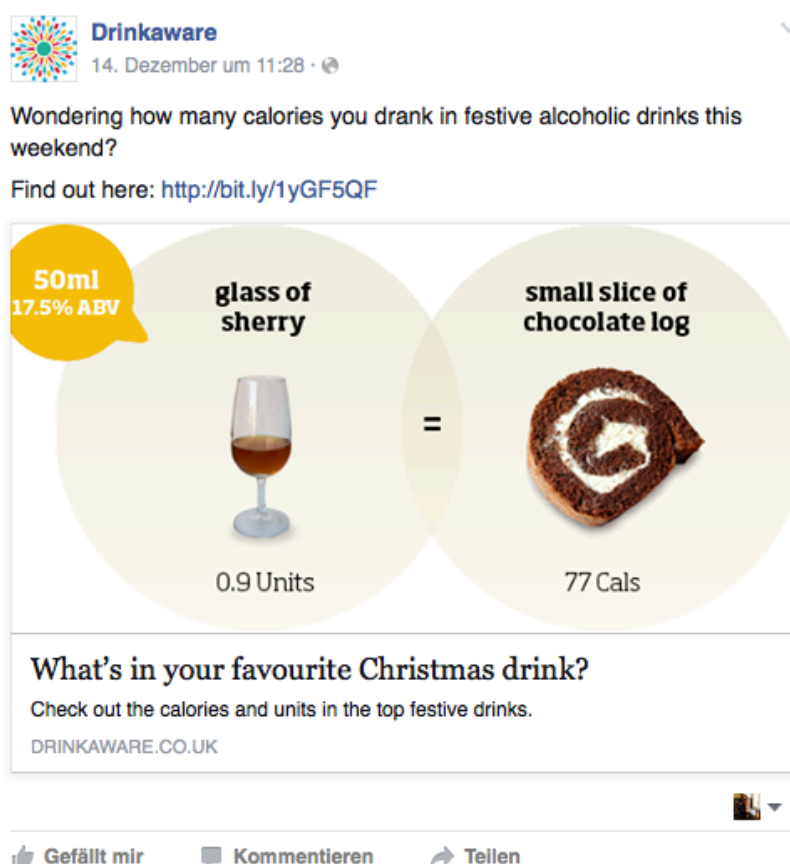 Drinkaware
14. Dezember um 11:28 ·
Wondering how many calories you drank in festive alcoholic drinks this
weekend?
Find out here: http://bit.ly/1yGF5QF
50ml
17.5% ABV
glass of
sherry
small slice of
chocolate log
=
0.9 Units
77 Cals
What's in your favourite Christmas drink?
Check out the calories and units in the top festive drinks.
DRINKAWARE.CO.UK
Gefällt mir Kommentieren Teilen